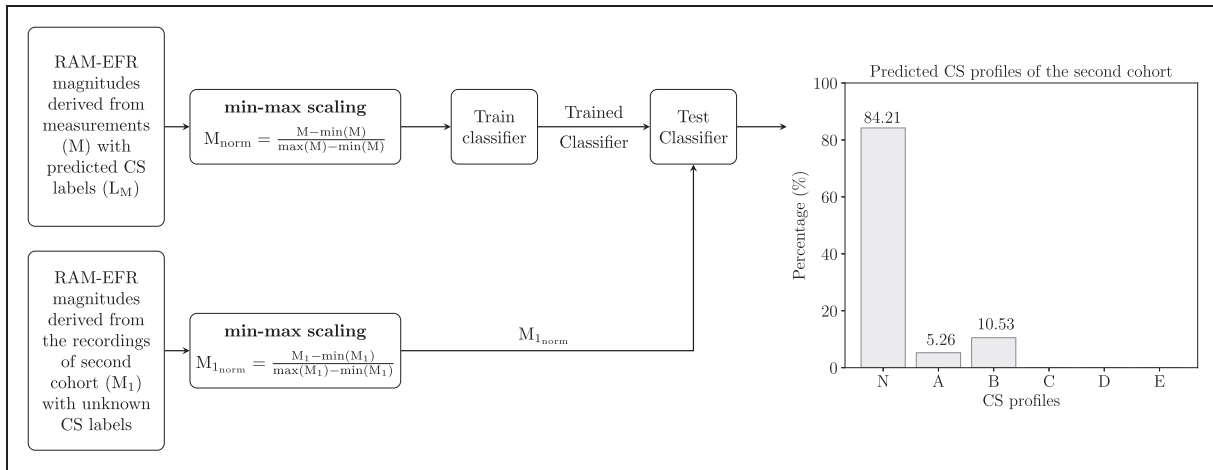 RAM-EFR
magnitudes
derived from
measurements
(M) with
predicted CS
labels (L_M)
min-max scaling
M_norm = M−min(M) / max(M)−min(M)
Train
classifier
Trained
Classifier
Test
Classifier
RAM-EFR
magnitudes
derived from
the recordings
of second
cohort (M_1)
with unknown
CS labels
min-max scaling
M_1norm = M_1−min(M_1) / max(M_1)−min(M_1)
M_1norm
Predicted CS profiles of the second cohort
Percentage (%)
100
80
60
40
20
0
84.21
5.26
10.53
N A B C D E
CS profiles